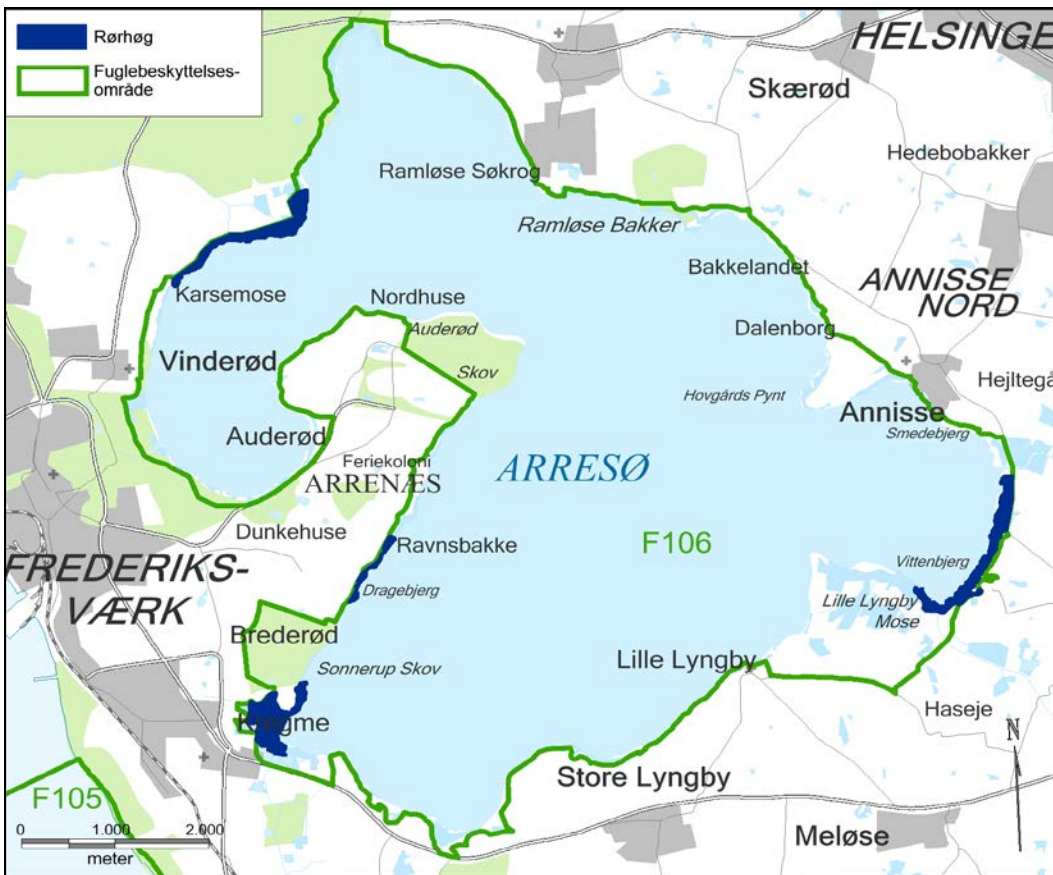 Rørhøg
Fuglebeskyttelses-
område
HELSINGE
Skærød
Hedebobakker
Ramløse Søkrog
Ramløse Bakker
Bakkelandet
ANNISSE
NORD
Karsemose
Nordhuse
Auderød
Skov
Dalenborg
Vinderød
Hejltegå
Hovgårds Pynt
Annisse
Smedebjerg
Auderød
Feriekoloni
ARRENÆS
ARRESØ
Dunkehuse
Ravnsbakke
F106
FREDERIKS-
VÆRK
Dragebjerg
Vittenbjerg
Lille Lyngby
Mose
Brederød
Sonnerup Skov
Lille Lyngby
Haseje
Kregme
N
Store Lyngby
F105
Meløse
0 1.000 2.000
meter